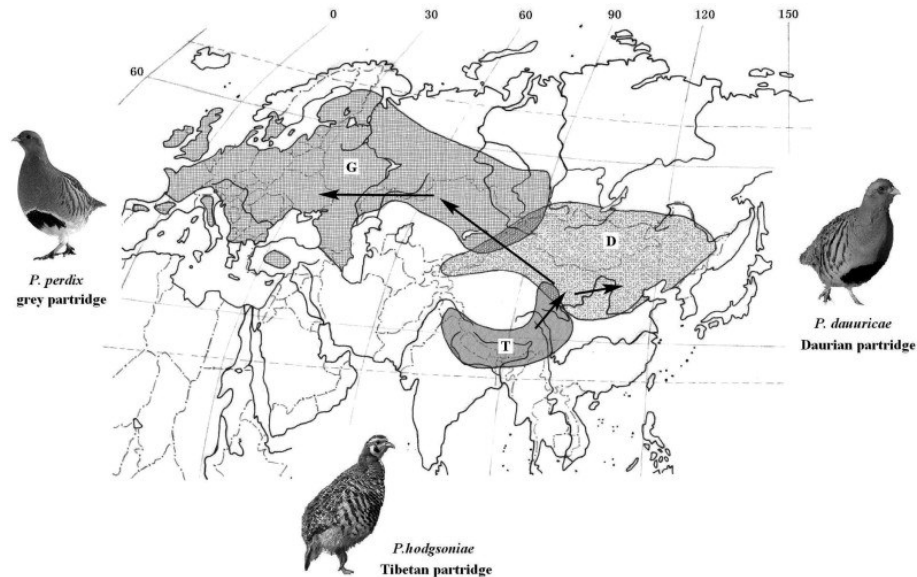 0 30 60 90 120 150
60
G
D
T
P. perdix
grey partridge
P. dauuricae
Daurian partridge
P.hodgsoniae
Tibetan partridge